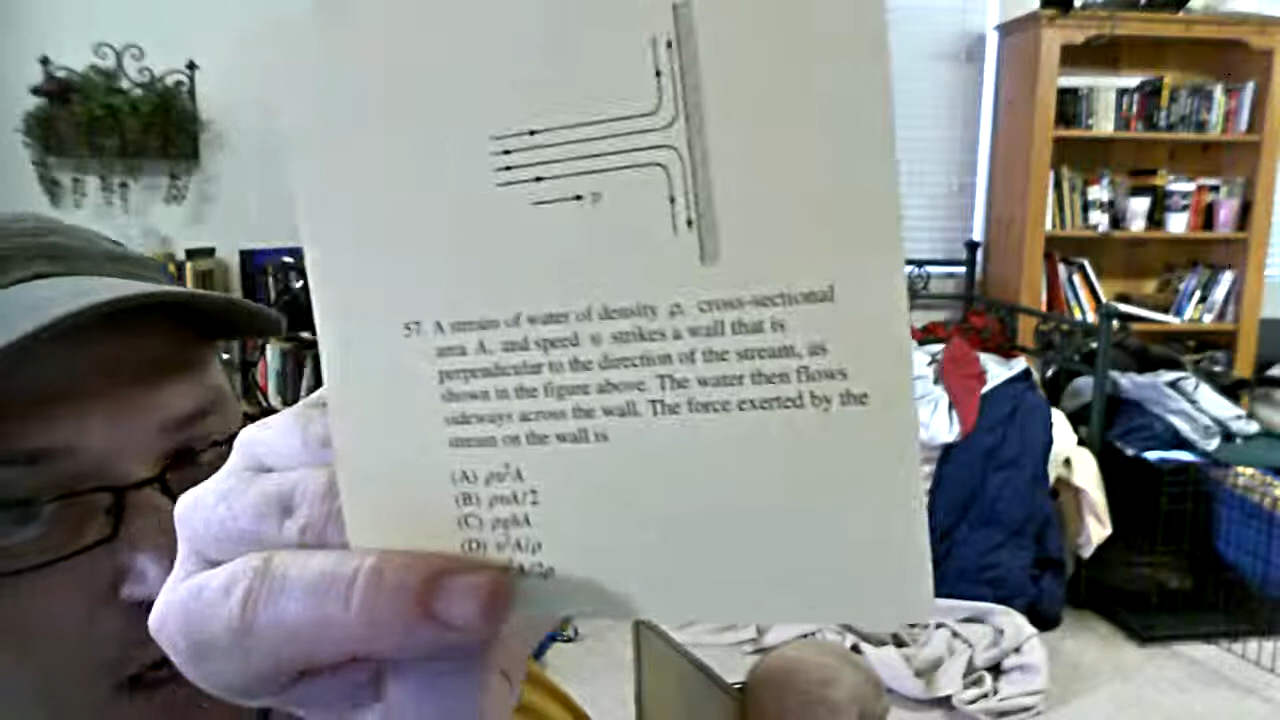 v
57. A stream of water of density ρ, cross-sectional
area A, and speed v strikes a wall that is
perpendicular to the direction of the stream, as
shown in the figure above. The water then flows
sideways across the wall. The force exerted by the
stream on the wall is
(A) ρv²A
(B) ρvA/2
(C) ρghA
(D) v²A/ρ
A/2ρ